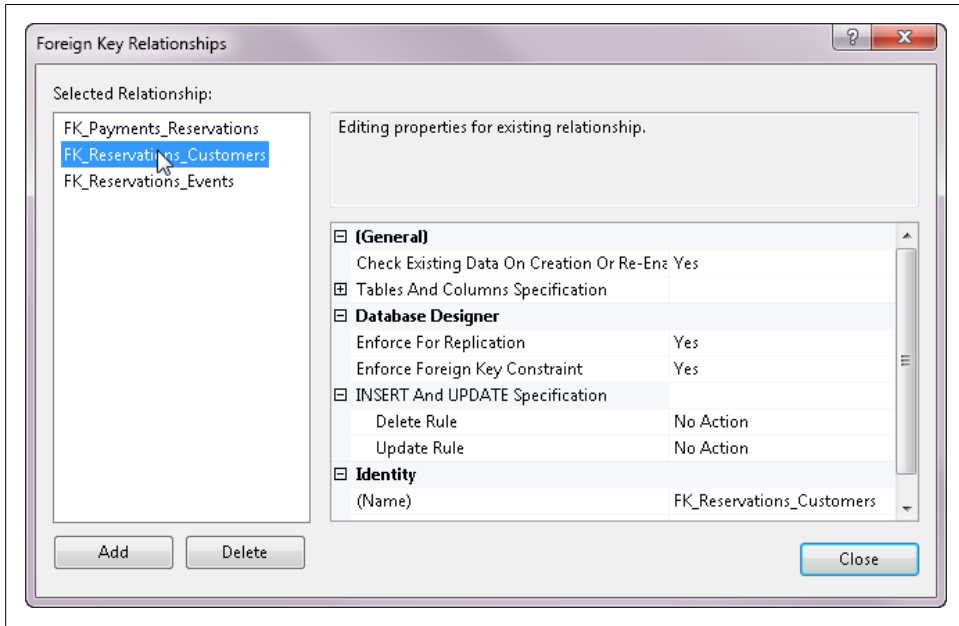 Foreign Key Relationships
Selected Relationship:
FK_Payments_Reservations
FK_Reservations_Customers
FK_Reservations_Events
Editing properties for existing relationship.
(General)
Check Existing Data On Creation Or Re-Ena Yes
Tables And Columns Specification
Database Designer
Enforce For Replication Yes
Enforce Foreign Key Constraint Yes
INSERT And UPDATE Specification
Delete Rule No Action
Update Rule No Action
Identity
(Name) FK_Reservations_Customers
Add Delete
Close